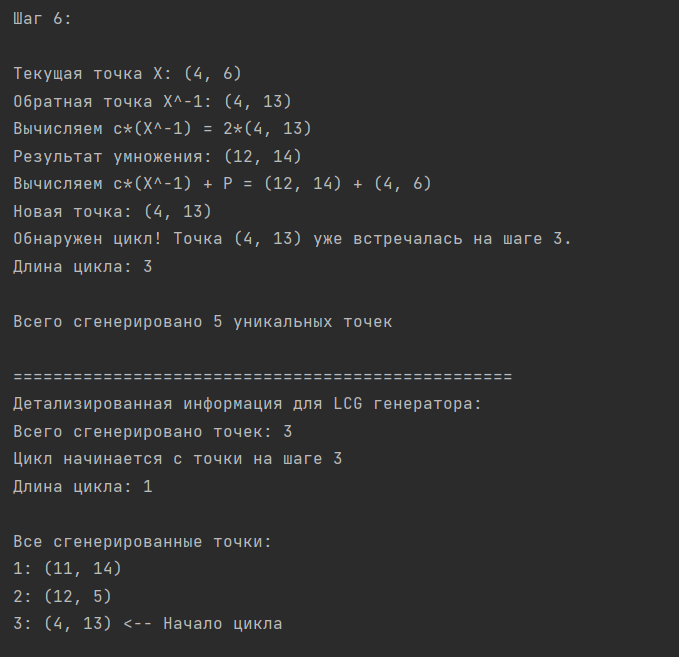 Шаг 6:
Текущая точка X: (4, 6)
Обратная точка X^-1: (4, 13)
Вычисляем c*(X^-1) = 2*(4, 13)
Результат умножения: (12, 14)
Вычисляем c*(X^-1) + P = (12, 14) + (4, 6)
Новая точка: (4, 13)
Обнаружен цикл! Точка (4, 13) уже встречалась на шаге 3.
Длина цикла: 3
Всего сгенерировано 5 уникальных точек
==================================================
Детализированная информация для LCG генератора:
Всего сгенерировано точек: 3
Цикл начинается с точки на шаге 3
Длина цикла: 1
Все сгенерированные точки:
1: (11, 14)
2: (12, 5)
3: (4, 13) <-- Начало цикла